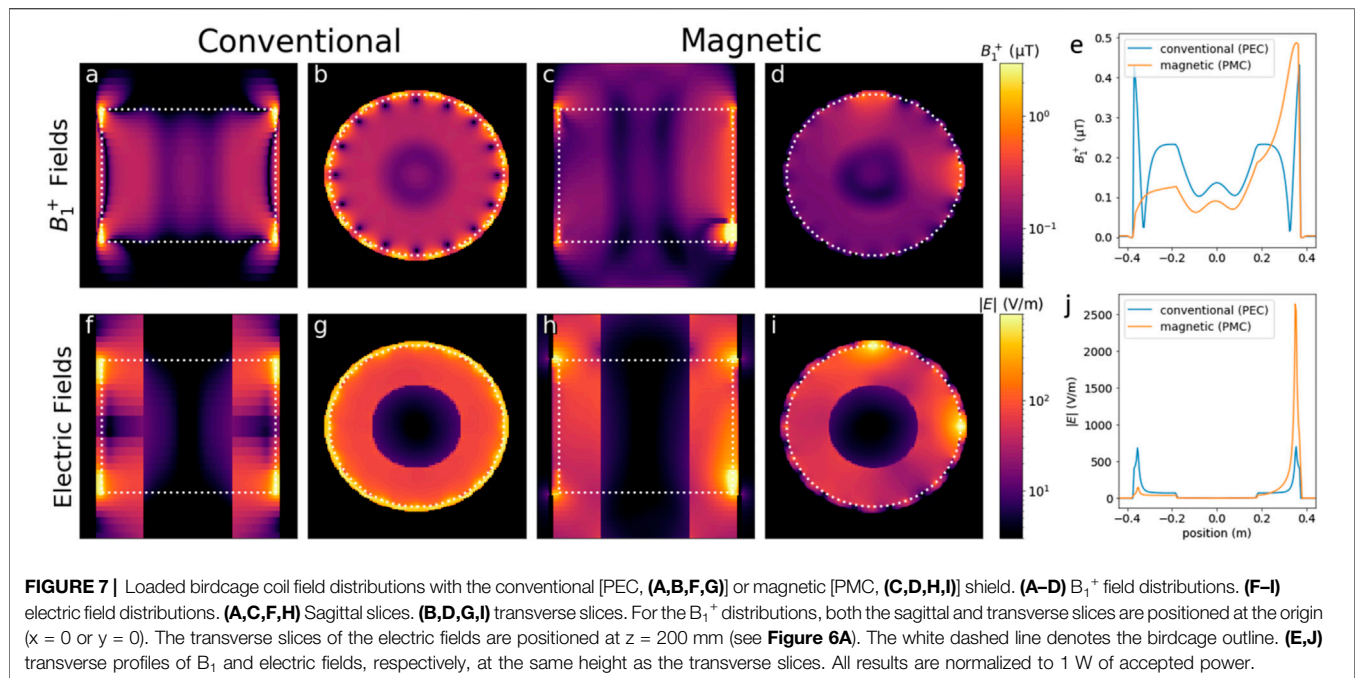 Conventional
Magnetic
B₁⁺ Fields
Electric Fields
a
b
c
d
B₁⁺ (μT)
10⁰
10⁻¹
e
conventional (PEC)
magnetic (PMC)
B₁⁺ (μT)
0.5
0.4
0.3
0.2
0.1
0.0
−0.4 −0.2 0.0 0.2 0.4
f
g
h
i
|E| (V/m)
10²
10¹
j
conventional (PEC)
magnetic (PMC)
|E| (V/m)
2500
2000
1500
1000
500
0
−0.4 −0.2 0.0 0.2 0.4
position (m)
FIGURE 7 | Loaded birdcage coil field distributions with the conventional [PEC, (A,B,F,G)] or magnetic [PMC, (C,D,H,I)] shield. (A–D) B₁⁺ field distributions. (F–I)
electric field distributions. (A,C,F,H) Sagittal slices. (B,D,G,I) transverse slices. For the B₁⁺ distributions, both the sagittal and transverse slices are positioned at the origin
(x = 0 or y = 0). The transverse slices of the electric fields are positioned at z = 200 mm (see Figure 6A). The white dashed line denotes the birdcage outline. (E,J)
transverse profiles of B₁ and electric fields, respectively, at the same height as the transverse slices. All results are normalized to 1 W of accepted power.